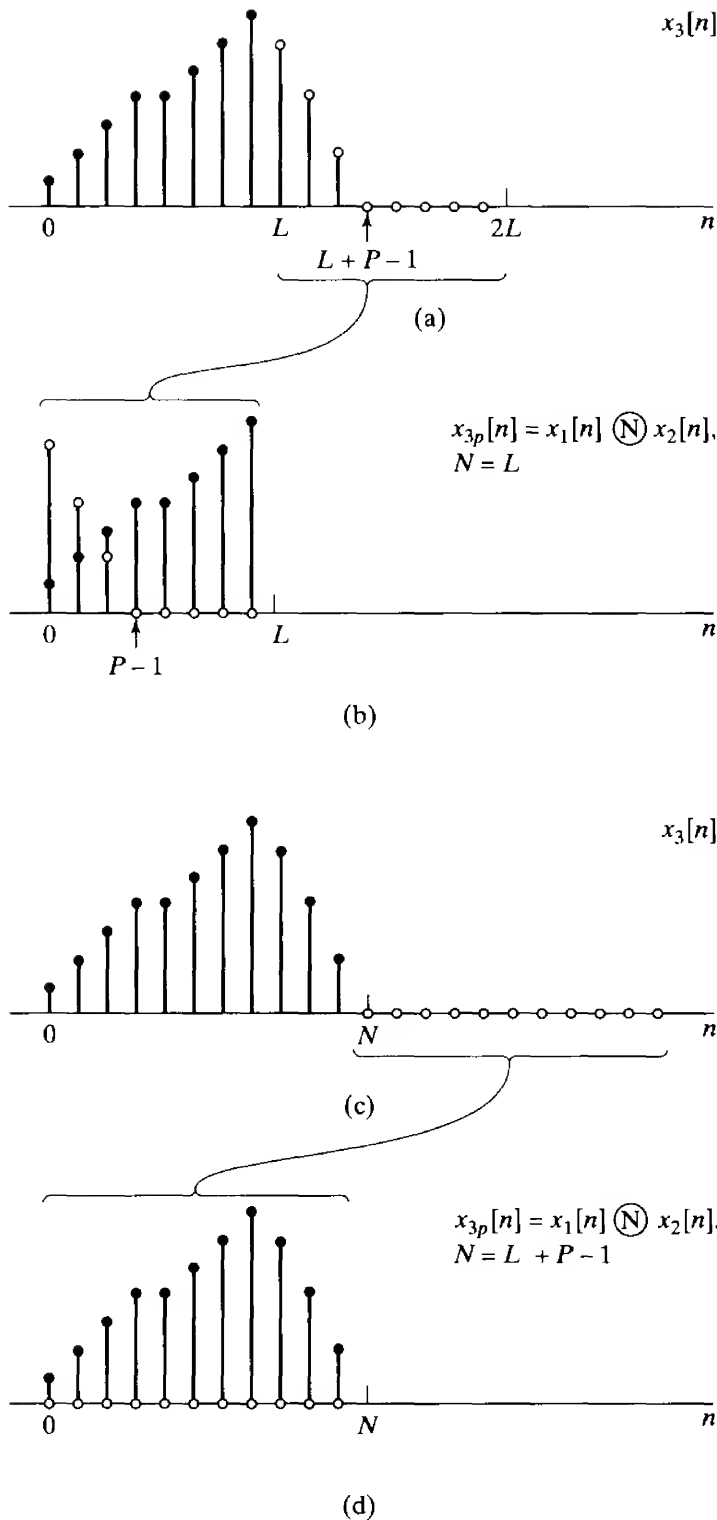 x₃[n]
0 L 2L n
L + P − 1
(a)
x₃ₚ[n] = x₁[n] Ⓝ x₂[n],
N = L
0 L n
P − 1
(b)
x₃[n]
0 N n
(c)
x₃ₚ[n] = x₁[n] Ⓝ x₂[n],
N = L + P − 1
0 N n
(d)